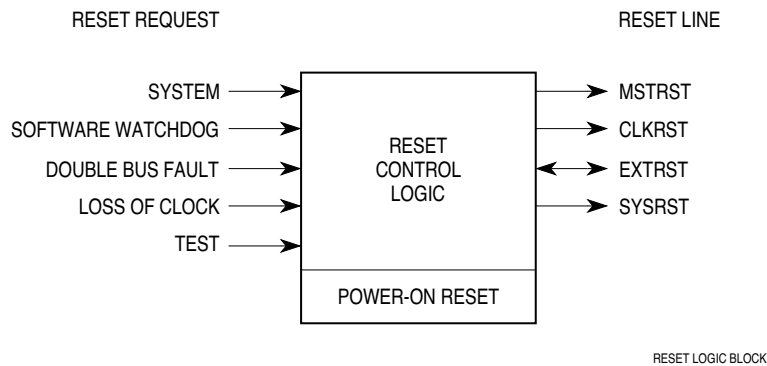 RESET REQUEST
RESET LINE
SYSTEM
SOFTWARE WATCHDOG
DOUBLE BUS FAULT
LOSS OF CLOCK
TEST
RESET
CONTROL
LOGIC
POWER-ON RESET
MSTRST
CLKRST
EXTRST
SYSRST
RESET LOGIC BLOCK